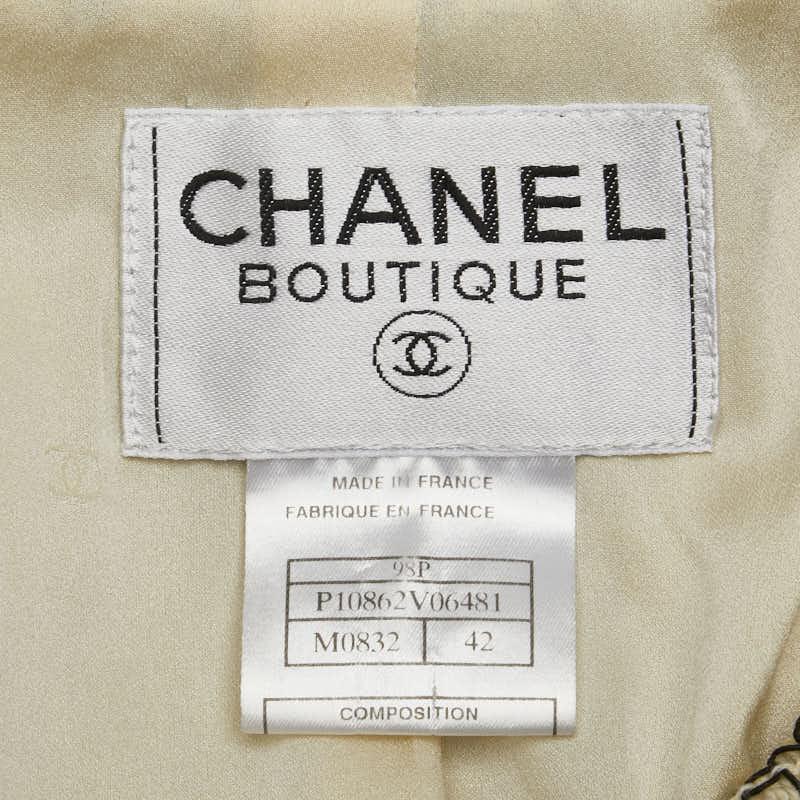 CHANEL
BOUTIQUE
MADE IN FRANCE
FABRIQUE EN FRANCE
98P
P10862V06481
M0832 42
COMPOSITION